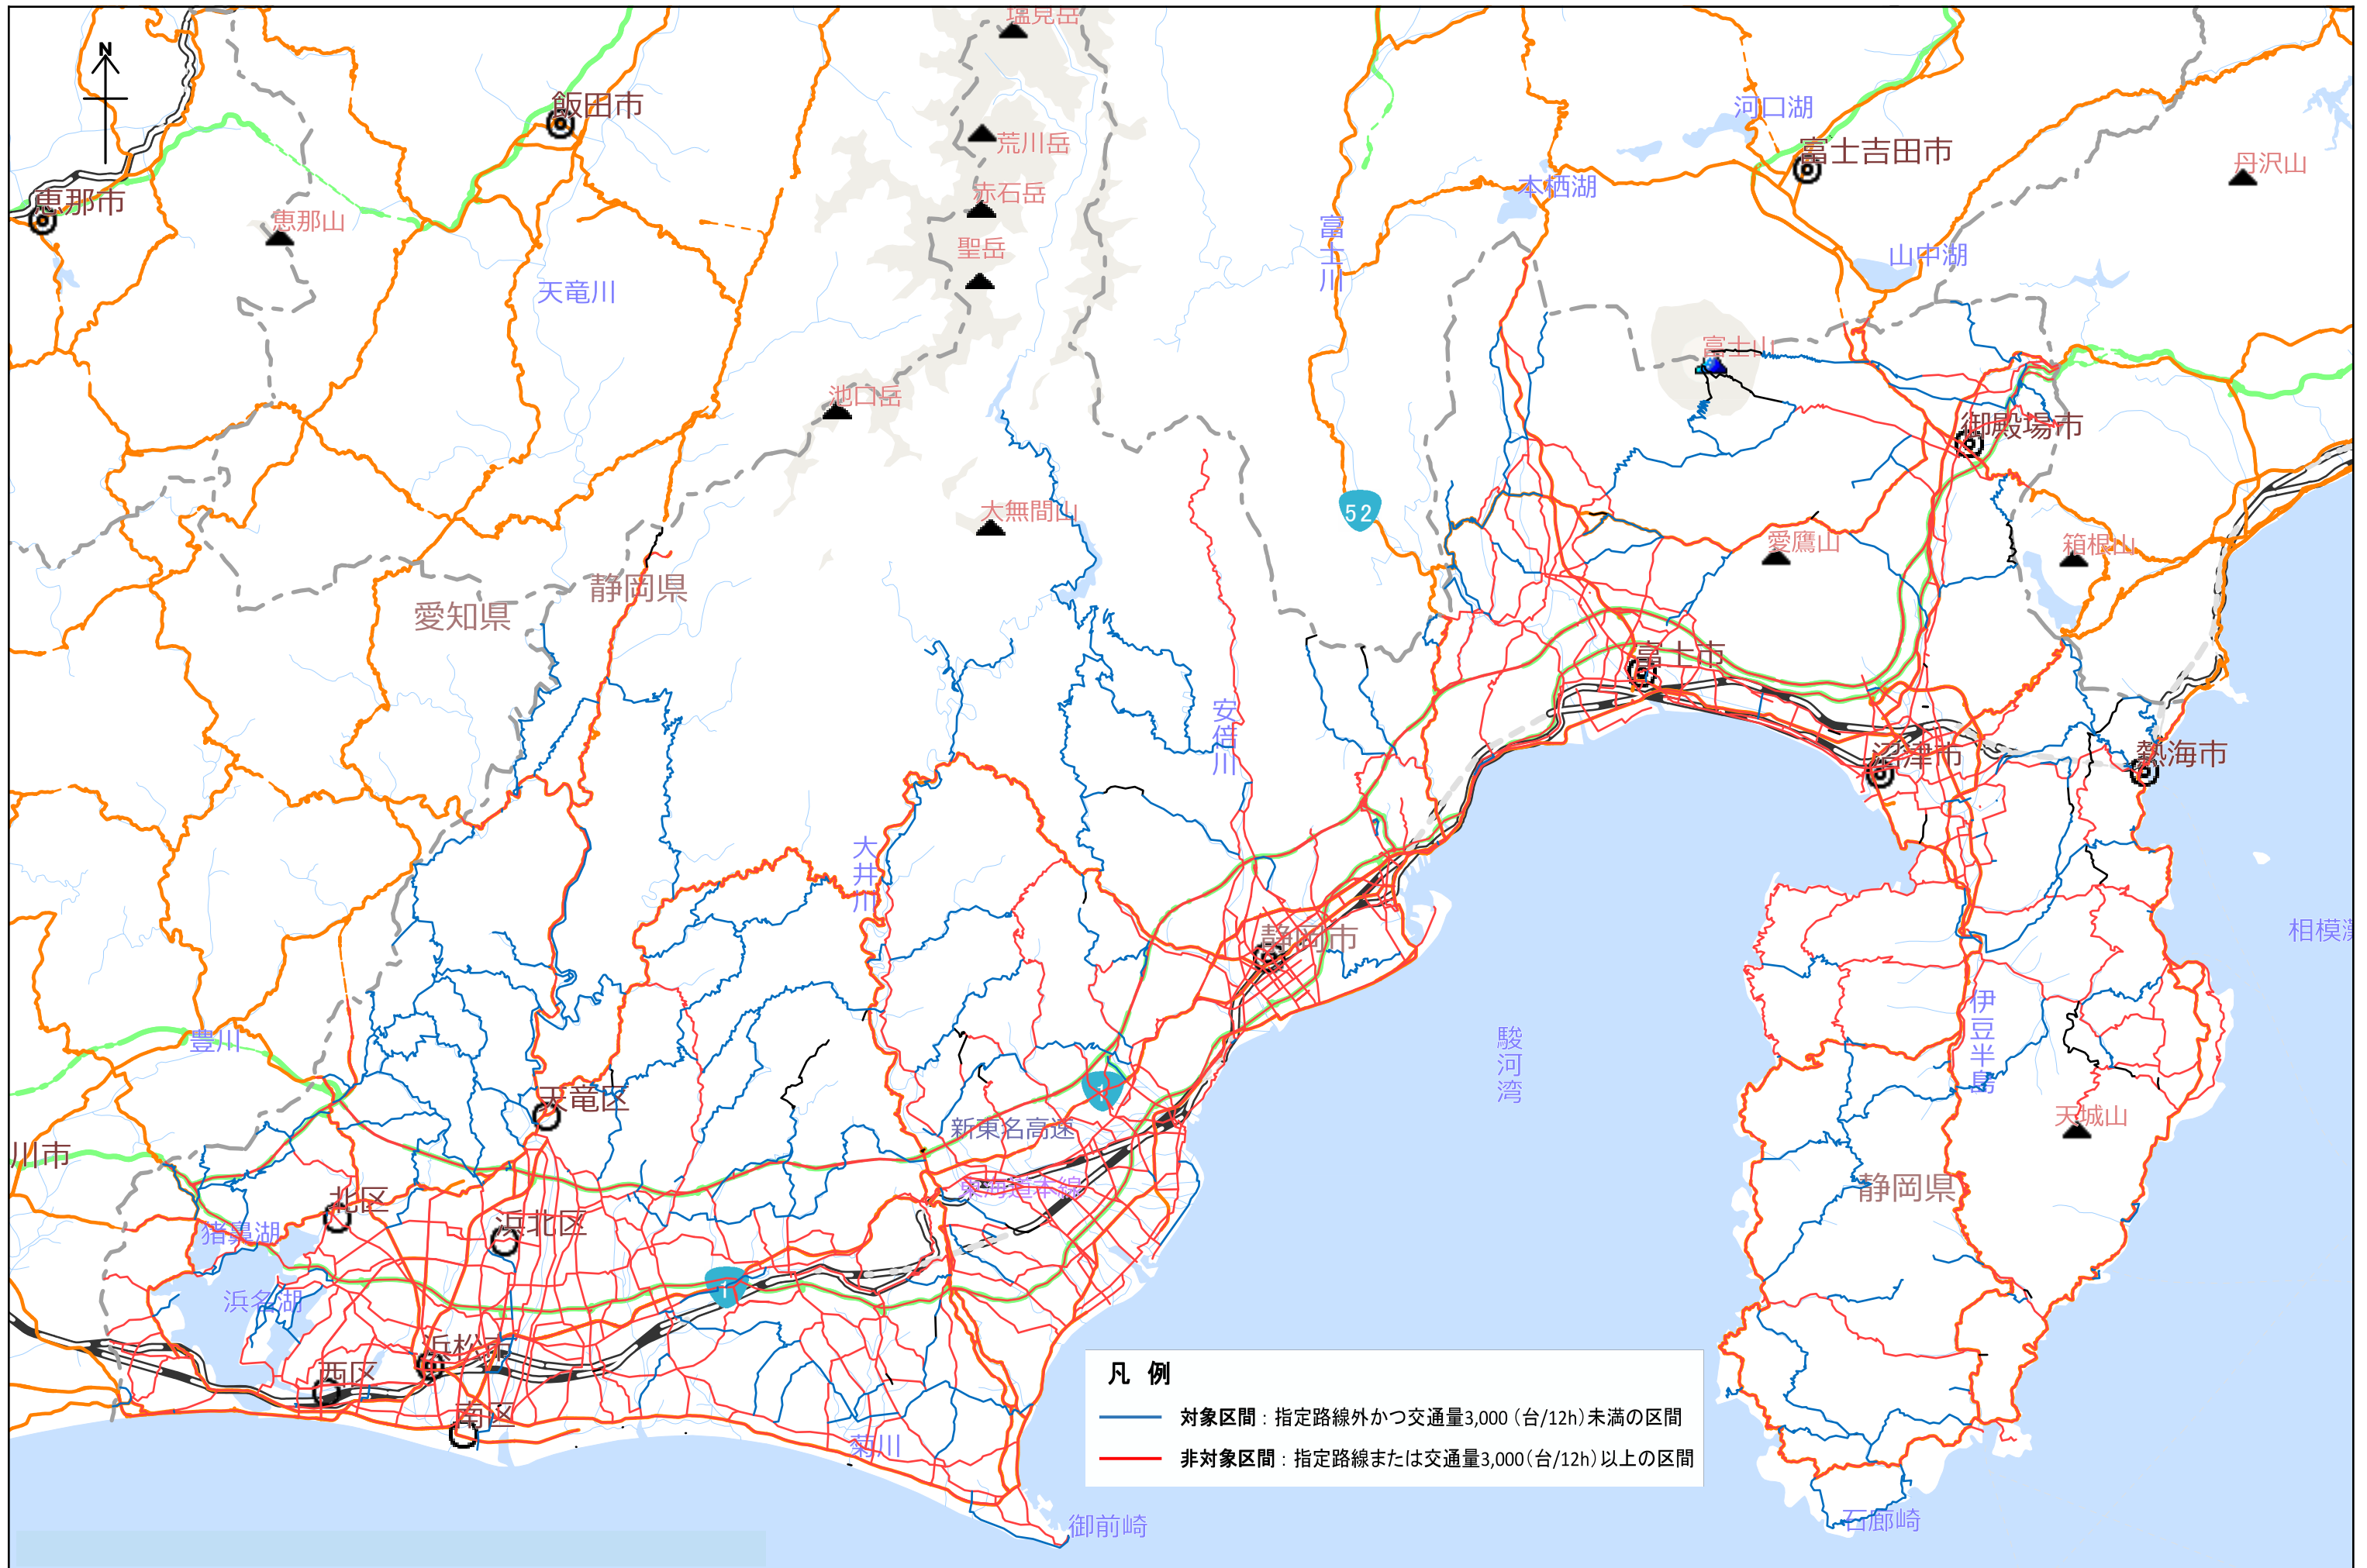 N
塩見岳
飯田市
荒川岳
河口湖
富士吉田市
丹沢山
恵那市
恵那山
赤石岳
本栖湖
聖岳
富士川
山中湖
天竜川
富士山
池口岳
御殿場市
大無間山
52
愛鷹山
箱根山
静岡県
愛知県
富士市
安倍川
沼津市
熱海市
大井川
静岡市
相模灘
伊豆半島
豊川
駿河湾
天竜区
1
新東名高速
天城山
川市
東海道本線
静岡県
北区
浜北区
猪鼻湖
浜名湖
1
浜松市
西区
南区
菊川
御前崎
石廊崎
凡 例
対象区間：指定路線外かつ交通量3,000（台/12h）未満の区間
非対象区間：指定路線または交通量3,000（台/12h）以上の区間